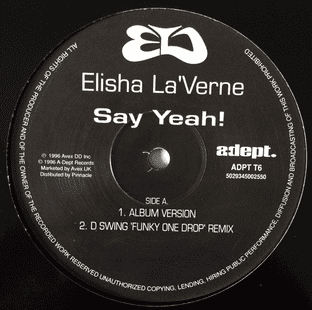 Elisha La'Verne
Say Yeah!
℗ 1996 Avex DD Inc
© 1996 A-Dept Records
Marketed by Avex UK
Distributed by Pinnacle
adept.
ADPT T6
5029345002550
SIDE A.
1. ALBUM VERSION
2. D SWING 'FUNKY ONE DROP' REMIX
ALL RIGHTS OF THE PRODUCER AND OF THE OWNER OF THE RECORDED WORK RESERVED UNAUTHORIZED COPYING, LENDING, HIRING PUBLIC PERFORMANCE, DIFFUSION AND BROADCASTING OF THIS WORK PROHIBITED